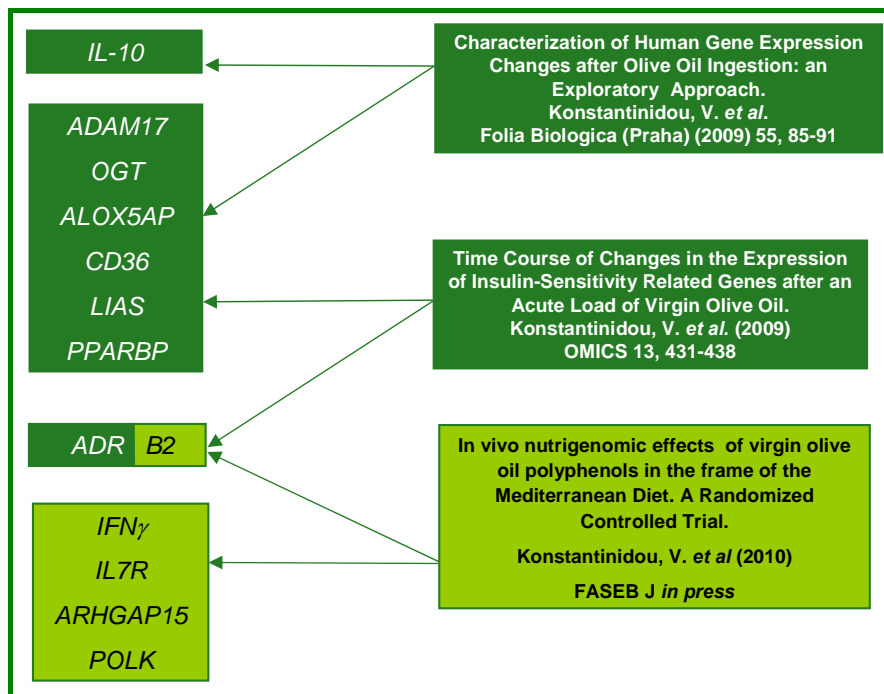 IL-10
ADAM17
OGT
ALOX5AP
CD36
LIAS
PPARBP
ADR B2
IFNγ
IL7R
ARHGAP15
POLK
Characterization of Human Gene Expression
Changes after Olive Oil Ingestion: an
Exploratory Approach.
Konstantinidou, V. et al.
Folia Biologica (Praha) (2009) 55, 85-91
Time Course of Changes in the Expression
of Insulin-Sensitivity Related Genes after an
Acute Load of Virgin Olive Oil.
Konstantinidou, V. et al. (2009)
OMICS 13, 431-438
In vivo nutrigenomic effects of virgin olive
oil polyphenols in the frame of the
Mediterranean Diet. A Randomized
Controlled Trial.
Konstantinidou, V. et al (2010)
FASEB J in press